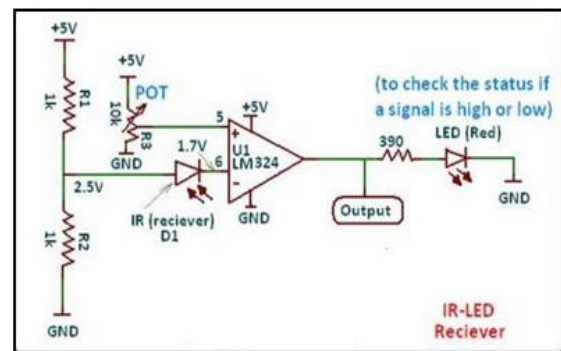 +5V
1k
R1
+5V
POT
10k
R3
GND
5
+
+5V
U1
LM324
1.7V
6
-
GND
2.5V
IR (reciever)
D1
1k
R2
GND
(to check the status if
a signal is high or low)
390
LED (Red)
GND
Output
IR-LED
Reciever